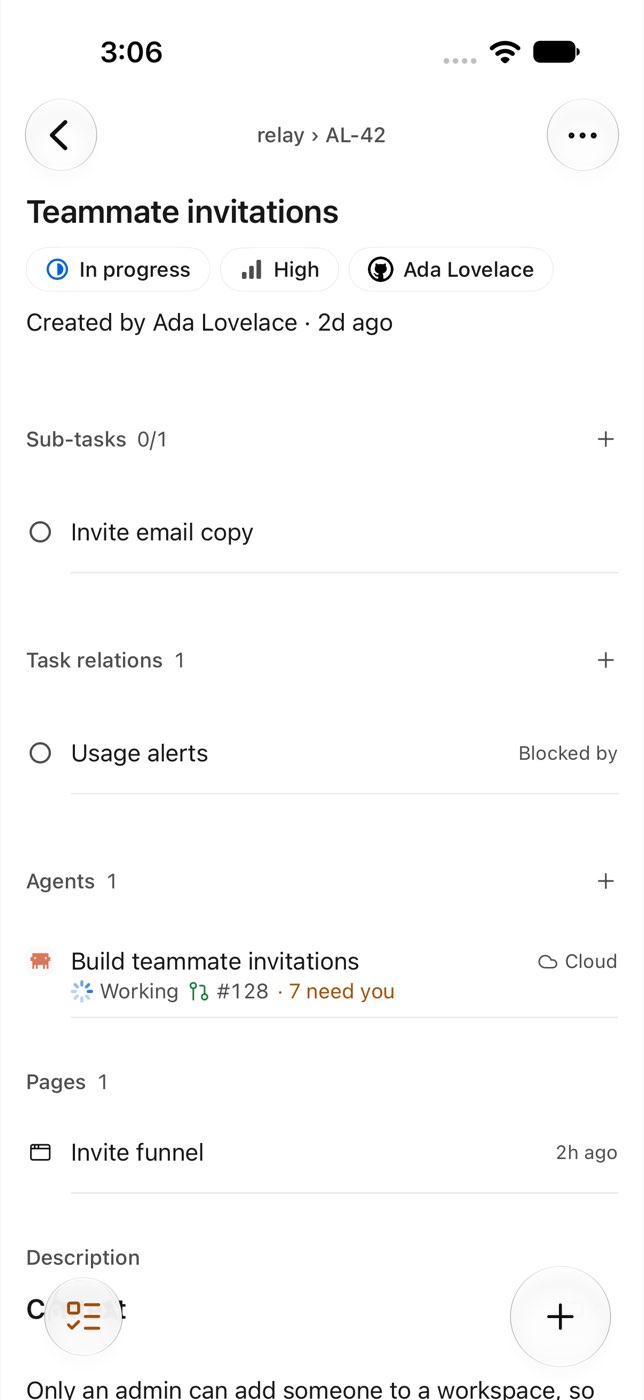 3:06
relay › AL-42
Teammate invitations
In progress
High
Ada Lovelace
Created by Ada Lovelace · 2d ago
Sub-tasks 0/1
Invite email copy
Task relations 1
Usage alerts
Blocked by
Agents 1
Build teammate invitations
Cloud
Working #128 · 7 need you
Pages 1
Invite funnel
2h ago
Description
Only an admin can add someone to a workspace, so